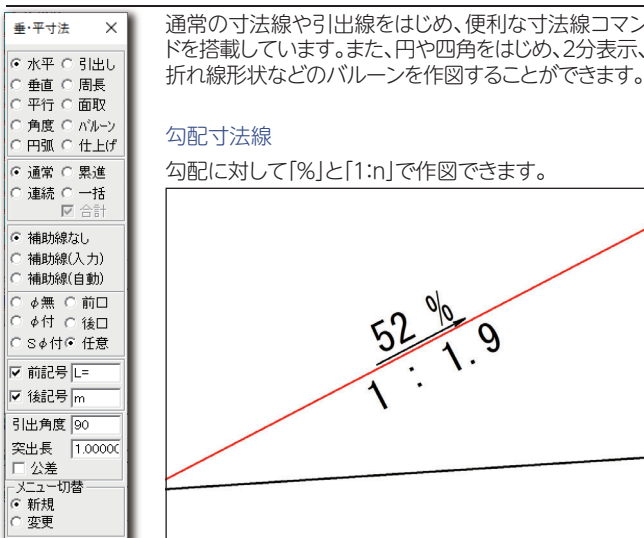 垂・平寸法 ×
水平 引出し
垂直 周長
平行 面取
角度 バルーン
円弧 仕上げ
通常 累進
連続 一括
合計
補助線なし
補助線(入力)
補助線(自動)
φ無 前口
φ付 後口
Sφ付 任意
前記号 L=
後記号 m
引出角度 90
突出長 1.0000
公差
メニュー切替
新規
変更
通常の寸法線や引出線をはじめ、便利な寸法線コマン
ドを搭載しています。また、円や四角をはじめ、2分表示、
折れ線形状などのバルーンを作図することができます。
勾配寸法線
勾配に対して「%」と「1:n」で作図できます。
52 %
1 : 1.9